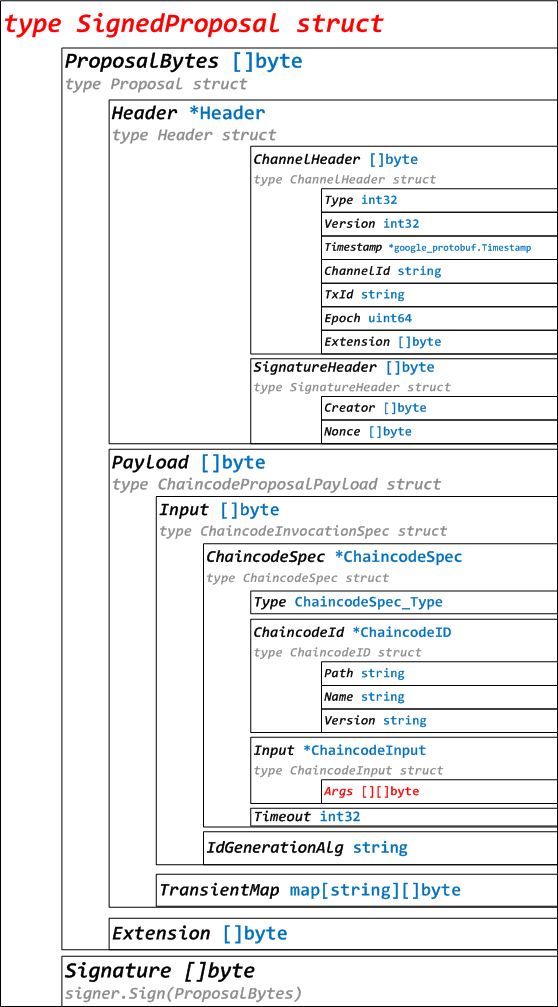 type SignedProposal struct
ProposalBytes []byte
type Proposal struct
Header *Header
type Header struct
ChannelHeader []byte
type ChannelHeader struct
Type int32
Version int32
Timestamp *google_protobuf.Timestamp
ChannelId string
TxId string
Epoch uint64
Extension []byte
SignatureHeader []byte
type SignatureHeader struct
Creator []byte
Nonce []byte
Payload []byte
type ChaincodeProposalPayload struct
Input []byte
type ChaincodeInvocationSpec struct
ChaincodeSpec *ChaincodeSpec
type ChaincodeSpec struct
Type ChaincodeSpec_Type
ChaincodeId *ChaincodeID
type ChaincodeID struct
Path string
Name string
Version string
Input *ChaincodeInput
type ChaincodeInput struct
Args [][]byte
Timeout int32
IdGenerationAlg string
TransientMap map[string][]byte
Extension []byte
Signature []byte
signer.Sign(ProposalBytes)